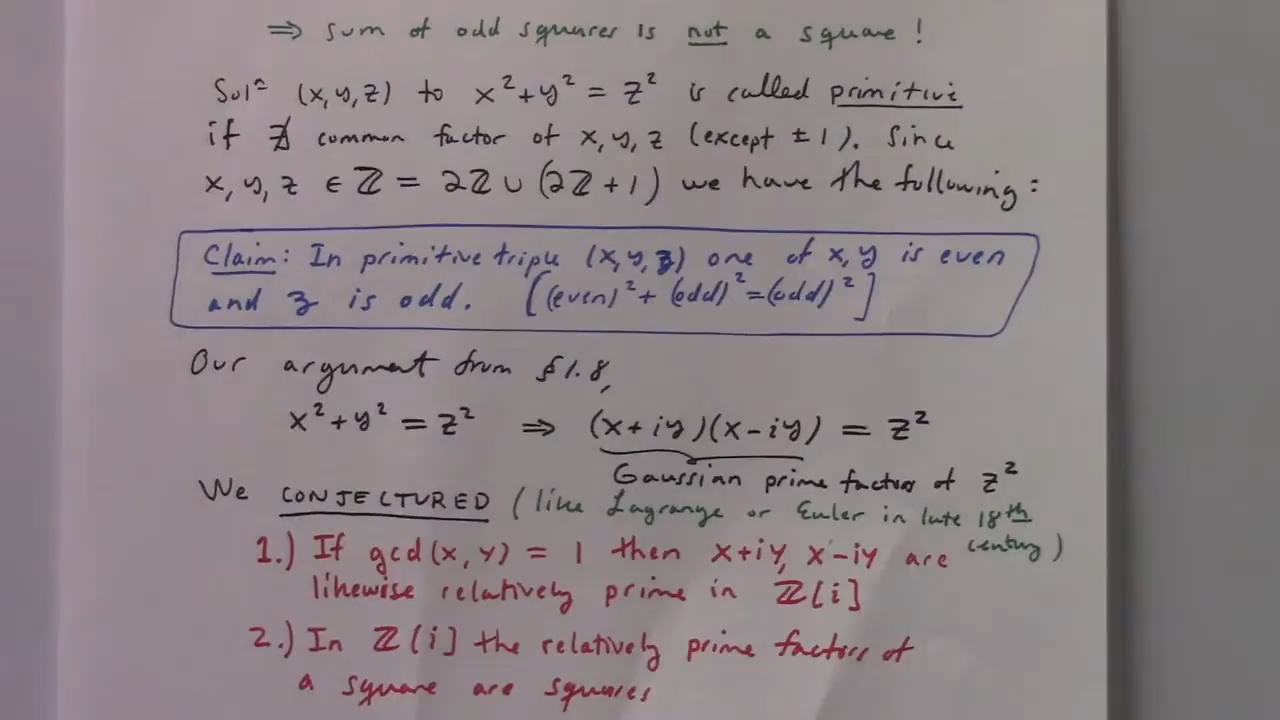 ⇒ sum of odd squares is not a square!
Solⁿ (x,y,z) to x²+y² = z² is called primitive
if ∄ common factor of x, y, z (except ±1). Since
x, y, z ∈ ℤ = 2ℤ ∪ (2ℤ+1) we have the following:
Claim: In primitive triple (x,y,z) one of x,y is even
and z is odd. [(even)² + (odd)² = (odd)²]
Our argument from §1.8,
x²+y² = z² ⇒ (x+iy)(x-iy) = z²
Gaussian prime factors of z²
We CONJECTURED (like Lagrange or Euler in late 18th
century)
1.) If gcd(x,y) = 1 then x+iy, x-iy are
likewise relatively prime in ℤ[i]
2.) In ℤ[i] the relatively prime factors of
a square are squares